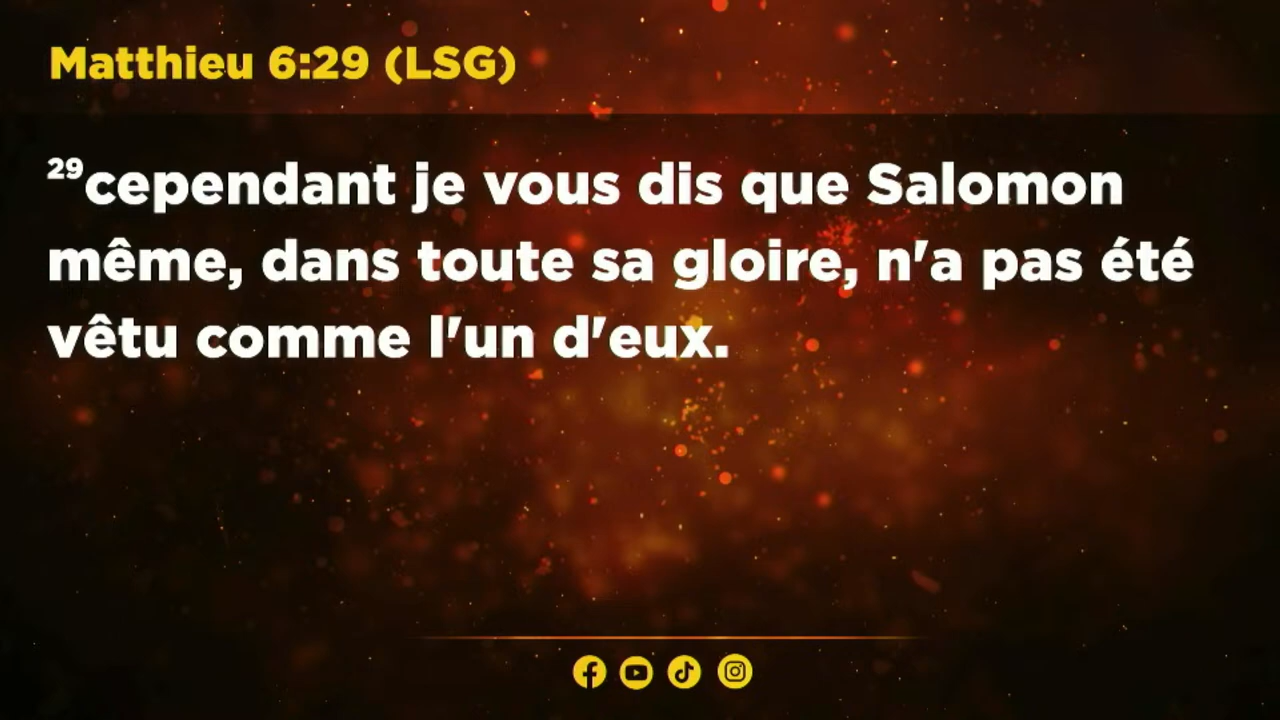 Matthieu 6:29 (LSG)
²⁹cependant je vous dis que Salomon
même, dans toute sa gloire, n'a pas été
vêtu comme l'un d'eux.